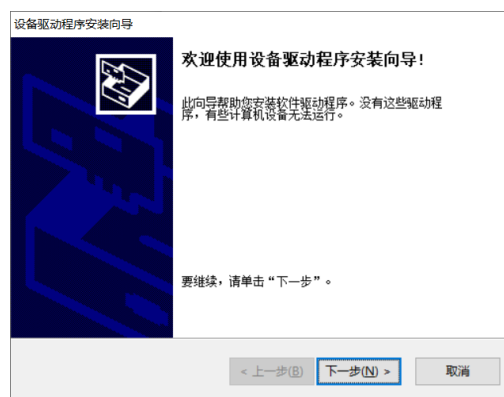 设备驱动程序安装向导
欢迎使用设备驱动程序安装向导!
此向导帮助您安装软件驱动程序。没有这些驱动程
序，有些计算机设备无法运行。
要继续，请单击“下一步”。
< 上一步(B)
下一步(N) >
取消